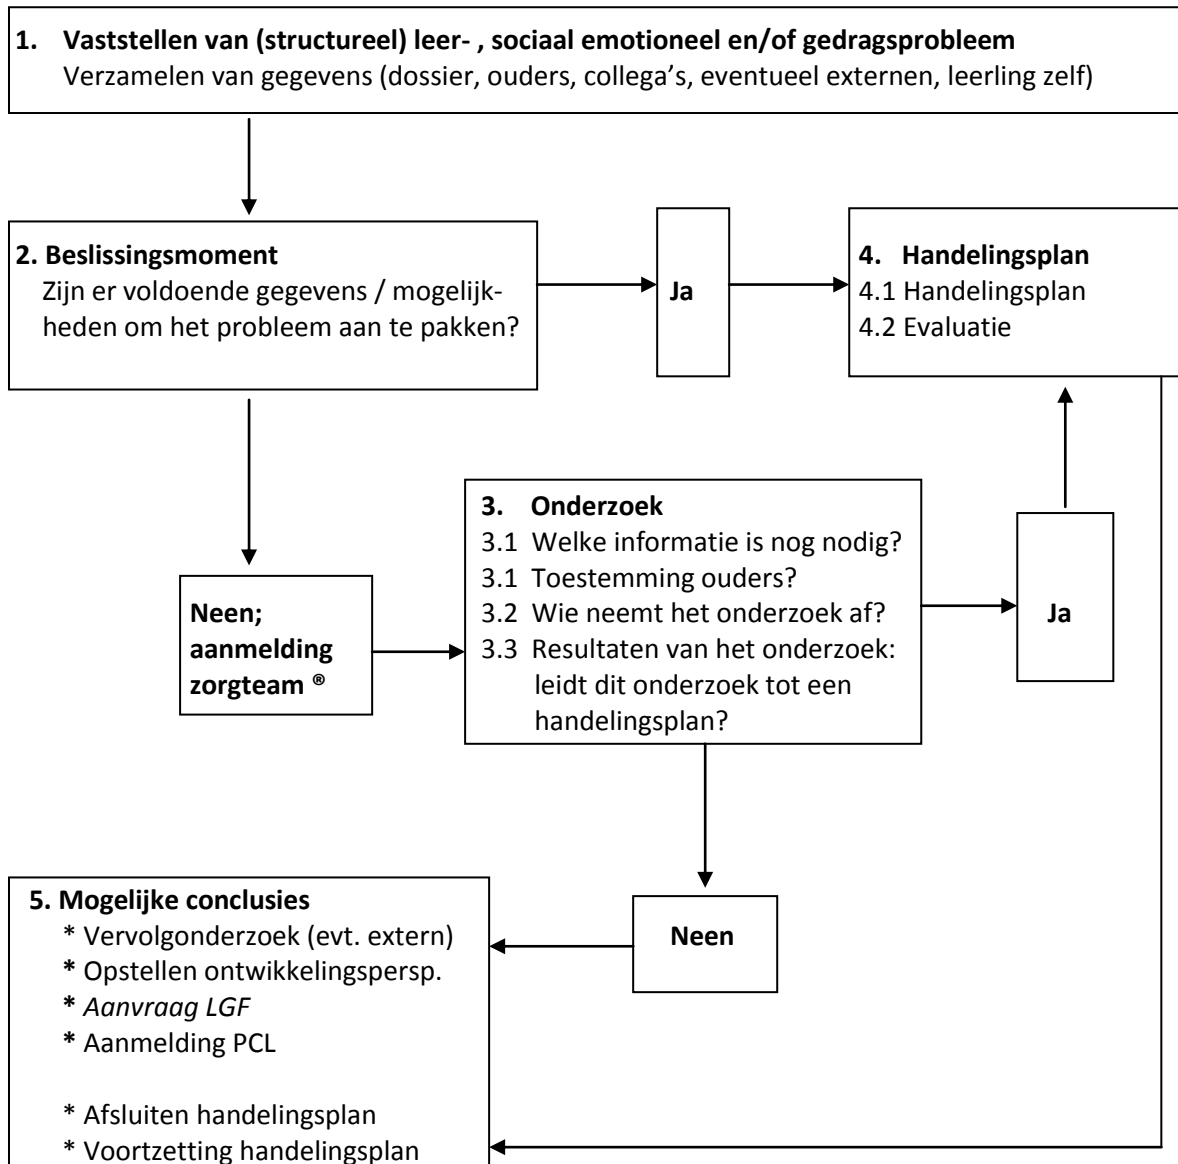 1. Vaststellen van (structureel) leer- , sociaal emotioneel en/of gedragsprobleem
Verzamelen van gegevens (dossier, ouders, collega’s, eventueel externen, leerling zelf)
2. Beslissingsmoment
Zijn er voldoende gegevens / mogelijk-
heden om het probleem aan te pakken?
Ja
4. Handelingsplan
4.1 Handelingsplan
4.2 Evaluatie
Neen;
aanmelding
zorgteam ®
3. Onderzoek
3.1 Welke informatie is nog nodig?
3.1 Toestemming ouders?
3.2 Wie neemt het onderzoek af?
3.3 Resultaten van het onderzoek:
leidt dit onderzoek tot een
handelingsplan?
Ja
Neen
5. Mogelijke conclusies
* Vervolgonderzoek (evt. extern)
* Opstellen ontwikkelingspersp.
* Aanvraag LGF
* Aanmelding PCL
* Afsluiten handelingsplan
* Voortzetting handelingsplan